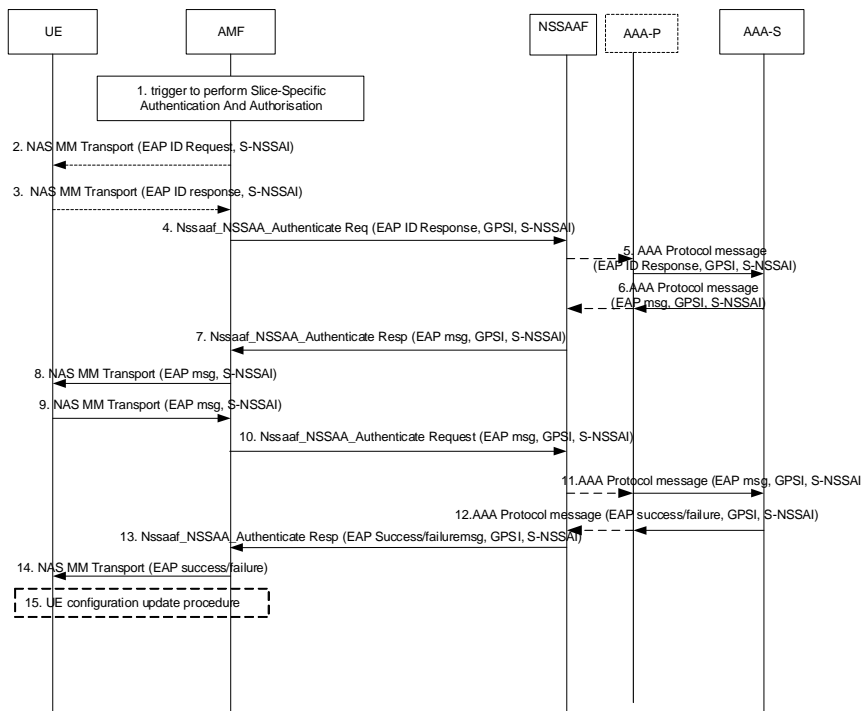 UE
AMF
NSSAAF
AAA-P
AAA-S
1. trigger to perform Slice-Specific
Authentication And Authorisation
2. NAS MM Transport (EAP ID Request, S-NSSAI)
3. NAS MM Transport (EAP ID response, S-NSSAI)
4. Nssaaf_NSSAA_Authenticate Req (EAP ID Response, GPSI, S-NSSAI)
5. AAA Protocol message
(EAP ID Response, GPSI, S-NSSAI)
6.AAA Protocol message
(EAP msg, GPSI, S-NSSAI)
7. Nssaaf_NSSAA_Authenticate Resp (EAP msg, GPSI, S-NSSAI)
8. NAS MM Transport (EAP msg, S-NSSAI)
9. NAS MM Transport (EAP msg, S-NSSAI)
10. Nssaaf_NSSAA_Authenticate Request (EAP msg, GPSI, S-NSSAI)
11.AAA Protocol message (EAP msg, GPSI, S-NSSAI
12.AAA Protocol message (EAP success/failure, GPSI, S-NSSAI)
13. Nssaaf_NSSAA_Authenticate Resp (EAP Success/failuremsg, GPSI, S-NSSAI)
14. NAS MM Transport (EAP success/failure)
15. UE configuration update procedure